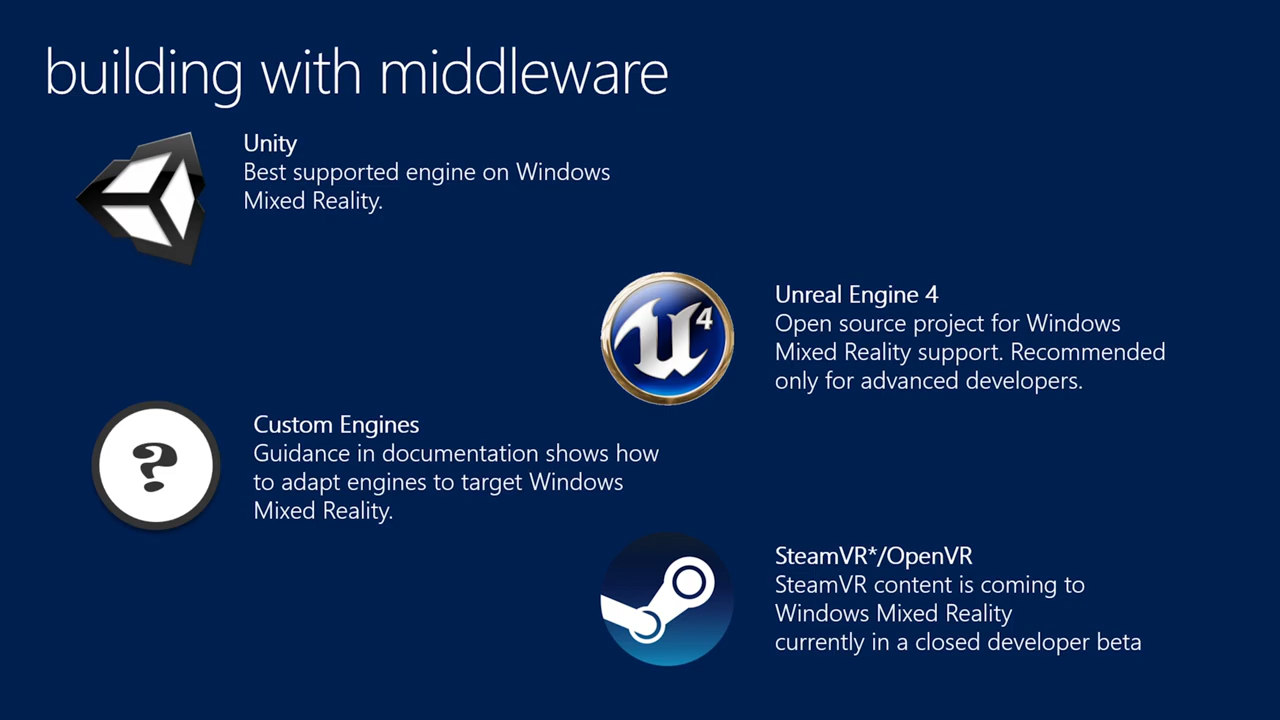 building with middleware
Unity
Best supported engine on Windows
Mixed Reality.
4
Unreal Engine 4
Open source project for Windows
Mixed Reality support. Recommended
only for advanced developers.
?
Custom Engines
Guidance in documentation shows how
to adapt engines to target Windows
Mixed Reality.
SteamVR*/OpenVR
SteamVR content is coming to
Windows Mixed Reality
currently in a closed developer beta